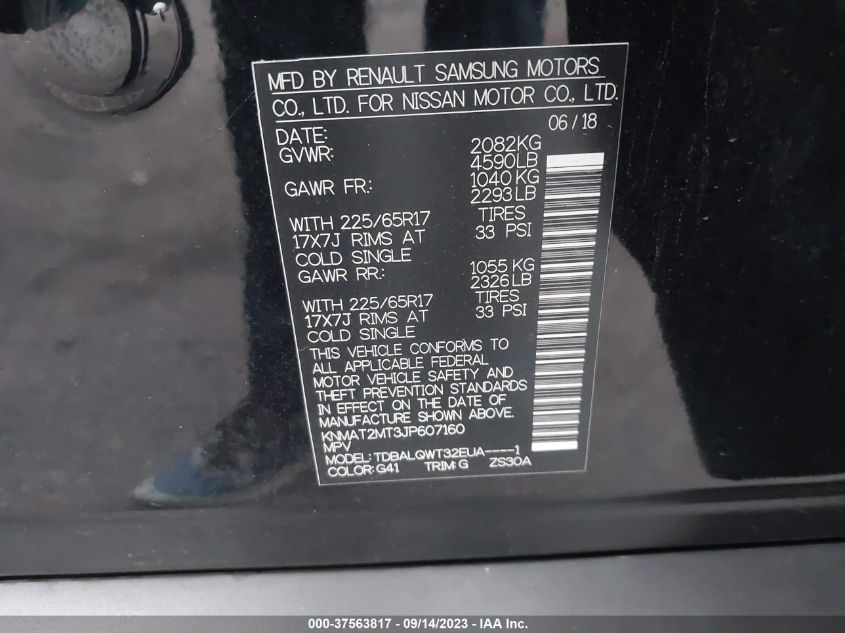 MFD BY RENAULT SAMSUNG MOTORS
CO., LTD. FOR NISSAN MOTOR CO., LTD.
DATE: 06/18
GVWR: 2082KG
4590LB
GAWR FR.: 1040KG
2293LB
WITH 225/65R17 TIRES
17X7J RIMS AT 33 PSI
COLD SINGLE
GAWR RR.: 1055 KG
2326LB
WITH 225/65R17 TIRES
17X7J RIMS AT 33 PSI
COLD SINGLE
THIS VEHICLE CONFORMS TO
ALL APPLICABLE FEDERAL
MOTOR VEHICLE SAFETY AND
THEFT PREVENTION STANDARDS
IN EFFECT ON THE DATE OF
MANUFACTURE SHOWN ABOVE.
KNMAT2MT3JP607160
MPV
MODEL: TDBALQWT32EUA----1
COLOR: G41 TRIM: G ZS30A
000-37563817 - 09/14/2023 - IAA Inc.